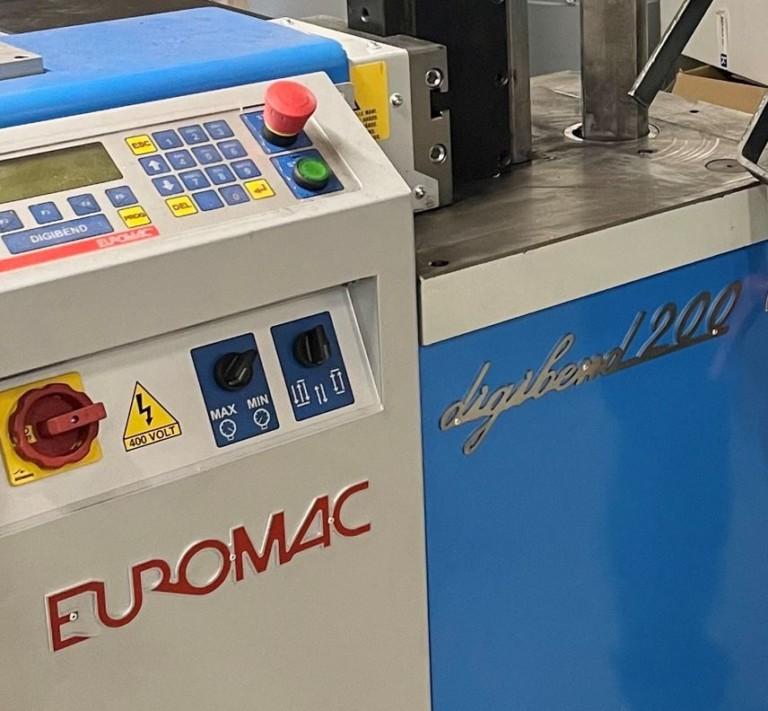 ESC
DEL
PROG
DIGIBEND
EUROMAC
MAX MIN
400 VOLT
EUROMAC
digibend 200